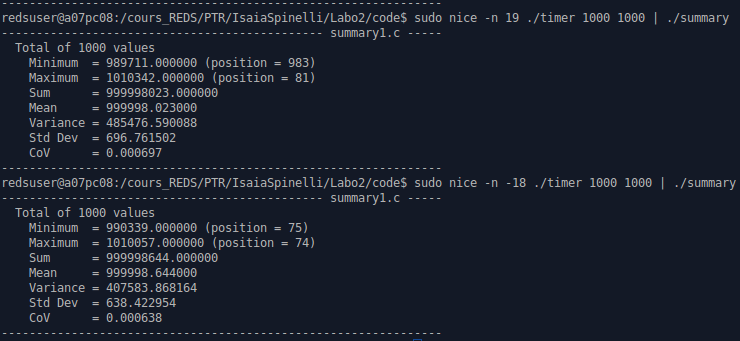 ---------------------------------------------------------------
redsuser@a07pc08:/cours_REDS/PTR/IsaiaSpinelli/Labo2/code$ sudo nice -n 19 ./timer 1000 1000 | ./summary
---------------------------------------------- summary1.c -----
  Total of 1000 values
    Minimum  = 989711.000000 (position = 983)
    Maximum  = 1010342.000000 (position = 81)
    Sum      = 999998023.000000
    Mean     = 999998.023000
    Variance = 485476.590088
    Std Dev  = 696.761502
    CoV      = 0.000697
---------------------------------------------------------------
redsuser@a07pc08:/cours_REDS/PTR/IsaiaSpinelli/Labo2/code$ sudo nice -n -18 ./timer 1000 1000 | ./summary
---------------------------------------------- summary1.c -----
  Total of 1000 values
    Minimum  = 990339.000000 (position = 75)
    Maximum  = 1010057.000000 (position = 74)
    Sum      = 999998644.000000
    Mean     = 999998.644000
    Variance = 407583.868164
    Std Dev  = 638.422954
    CoV      = 0.000638
---------------------------------------------------------------